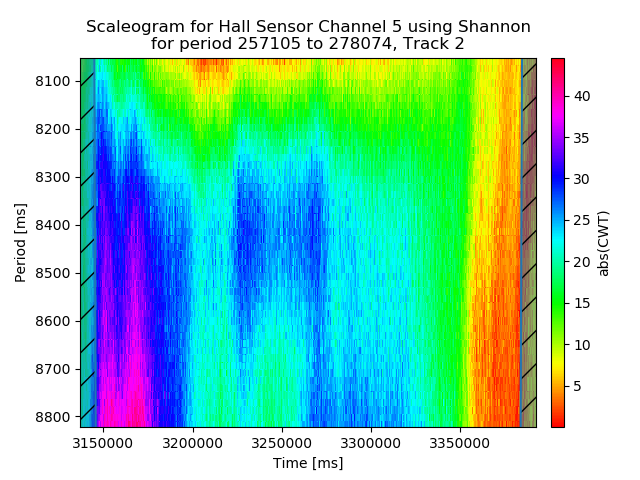 Scaleogram for Hall Sensor Channel 5 using Shannon
for period 257105 to 278074, Track 2
8100
8200
8300
8400
8500
8600
8700
8800
Period [ms]
3150000 3200000 3250000 3300000 3350000
Time [ms]
40
35
30
25
20
15
10
5
abs(CWT)